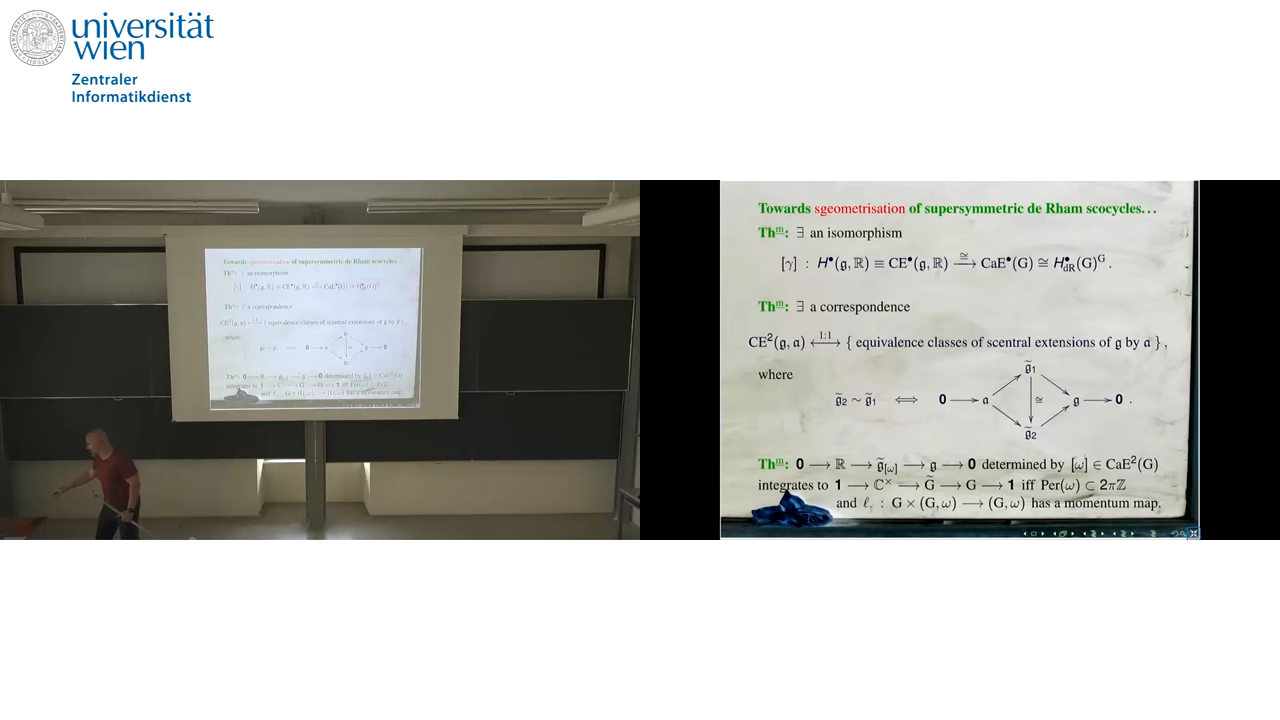 universität
wien
Zentraler
Informatikdienst
Towards sgeometrisation of supersymmetric de Rham scocycles…
Thm: ∃ an isomorphism
[γ] : H•(𝔤, ℝ) ≡ CE•(𝔤, ℝ) ≅⟶ CaE•(G) ≅ H•dR(G)G .
Thm: ∃ a correspondence
CE2(𝔤, 𝔞) 1:1⟷ { equivalence classes of scentral extensions of 𝔤 by 𝔞 } ,
where
𝔤̃2 ∼ 𝔤̃1 ⟺ 0 ⟶ 𝔞 𝔤̃1 ≅ 𝔤̃2 𝔤 ⟶ 0 .
Thm: 0 ⟶ ℝ ⟶ 𝔤̃[ω] ⟶ 𝔤 ⟶ 0 determined by [ω] ∈ CaE2(G)
integrates to 1 ⟶ ℂ× ⟶ G̃ ⟶ G ⟶ 1 iff Per(ω) ⊂ 2πℤ
and ℓ. : G × (G, ω) ⟶ (G, ω) has a momentum map.